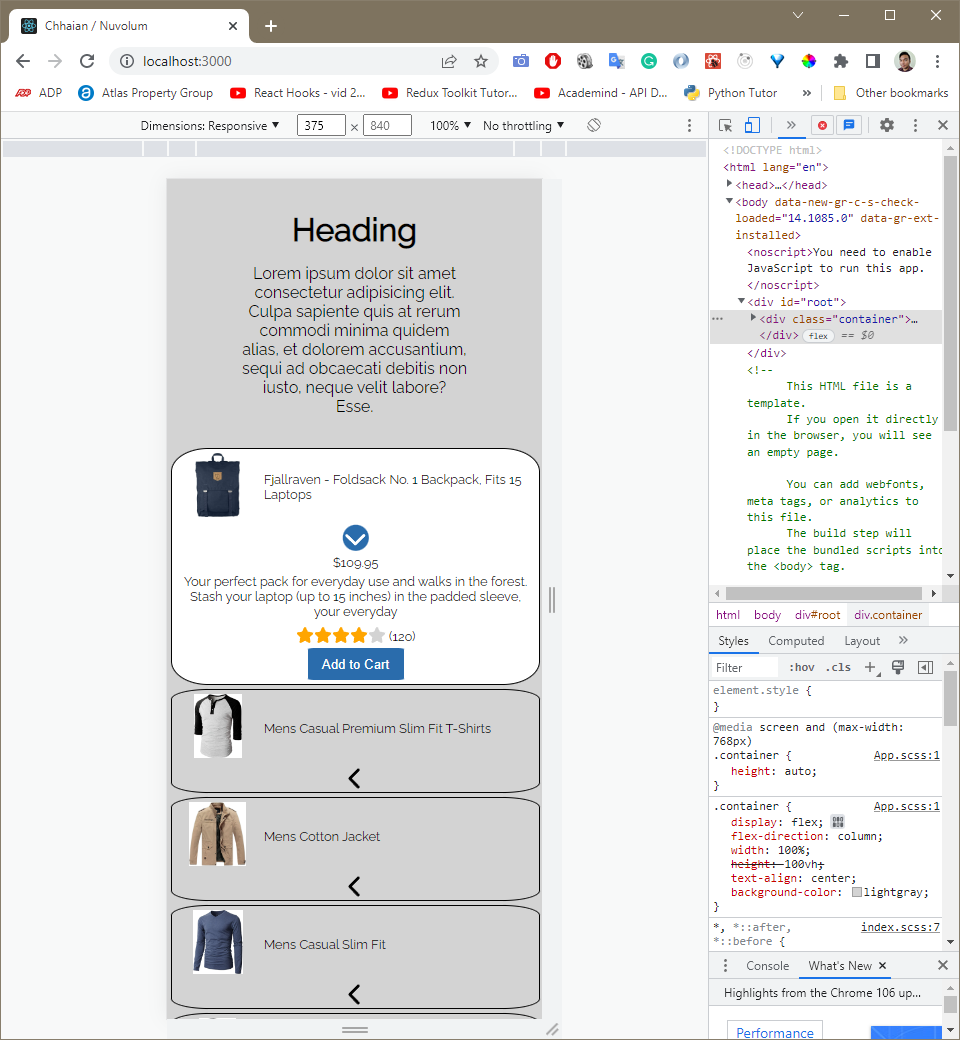 Chhaian / Nuvolum
localhost:3000
ADP
Atlas Property Group
React Hooks - vid 2...
Redux Toolkit Tutor...
Academind - API D...
Python Tutor
»
Other bookmarks
Dimensions: Responsive
375
×
840
100%
No throttling
»
<!DOCTYPE html>
<html lang="en">
<head>…</head>
<body data-new-gr-c-s-check-
loaded="14.1085.0" data-gr-ext-
installed>
<noscript>You need to enable
JavaScript to run this app.
</noscript>
<div id="root">
<div class="container">…
</div> flex == $0
</div>
<!--
This HTML file is a
template.
If you open it directly
in the browser, you will see
an empty page.
You can add webfonts,
meta tags, or analytics to
this file.
The build step will
place the bundled scripts into
the <body> tag.
html body div#root div.container
Styles Computed Layout »
Filter :hov .cls
element.style {
}
@media screen and (max-width:
768px)
.container { App.scss:1
height: auto;
}
.container { App.scss:1
display: flex;
flex-direction: column;
width: 100%;
height: 100vh;
text-align: center;
background-color: lightgray;
}
*, *::after, index.scss:7
*::before {
Console What's New
Highlights from the Chrome 106 up...
Performance
Heading
Lorem ipsum dolor sit amet
consectetur adipisicing elit.
Culpa sapiente quis at rerum
commodi minima quidem
alias, et dolorem accusantium,
sequi ad obcaecati debitis non
iusto, neque velit labore?
Esse.
Fjallraven - Foldsack No. 1 Backpack, Fits 15
Laptops
$109.95
Your perfect pack for everyday use and walks in the forest.
Stash your laptop (up to 15 inches) in the padded sleeve,
your everyday
(120)
Add to Cart
Mens Casual Premium Slim Fit T-Shirts
Mens Cotton Jacket
Mens Casual Slim Fit